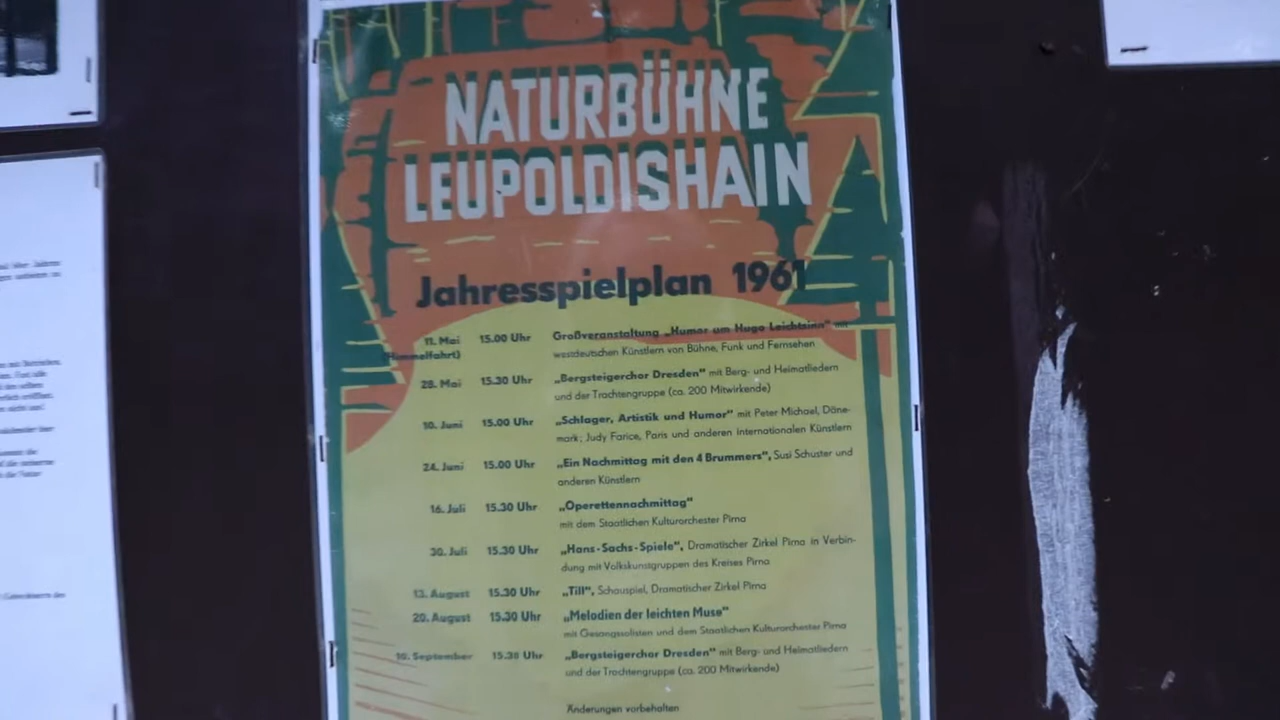 NATURBÜHNE
LEUPOLDISHAIN
Jahresspielplan 1961
11. Mai 15.00 Uhr Großveranstaltung „Humor um Hugo Leichtsinn" mit
(Himmelfahrt) westdeutschen Künstlern von Bühne, Funk und Fernsehen
28. Mai 15.30 Uhr „Bergsteigerchor Dresden" mit Berg- und Heimatliedern
und der Trachtengruppe (ca. 200 Mitwirkende)
10. Juni 15.00 Uhr „Schlager, Artistik und Humor" mit Peter Michael, Däne-
mark; Judy Farice, Paris und anderen internationalen Künstlern
24. Juni 15.00 Uhr „Ein Nachmittag mit den 4 Brummers", Susi Schuster und
anderen Künstlern
16. Juli 15.30 Uhr „Operettennachmittag"
mit dem Staatlichen Kulturorchester Pirna
30. Juli 15.30 Uhr „Hans-Sachs-Spiele", Dramatischer Zirkel Pirna in Verbin-
dung mit Volkskunstgruppen des Kreises Pirna
13. August 15.30 Uhr „Till", Schauspiel, Dramatischer Zirkel Pirna
20. August 15.30 Uhr „Melodien der leichten Muse"
mit Gesangssolisten und dem Staatlichen Kulturorchester Pirna
10. September 15.30 Uhr „Bergsteigerchor Dresden" mit Berg- und Heimatliedern
und der Trachtengruppe (ca. 200 Mitwirkende)
Änderungen vorbehalten